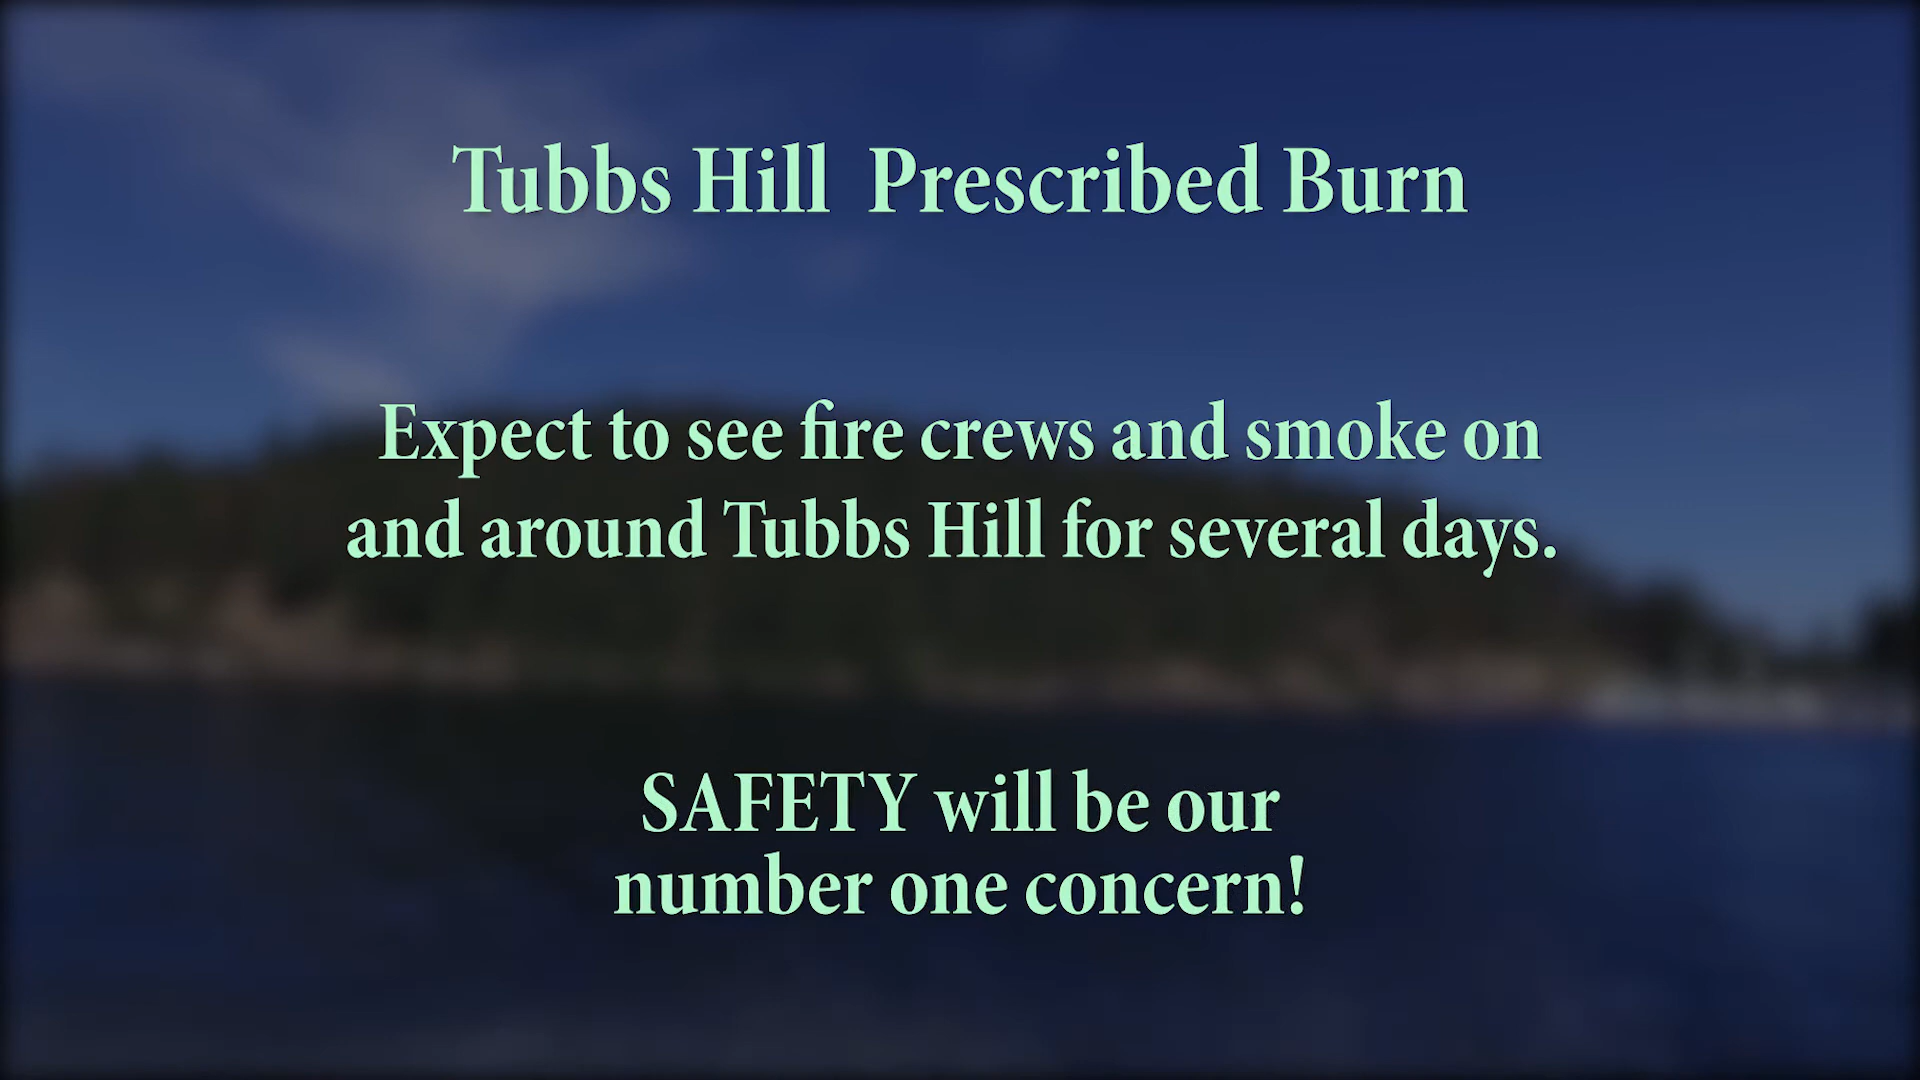 Tubbs Hill  Prescribed Burn
Expect to see fire crews and smoke on
and around Tubbs Hill for several days.
SAFETY will be our
number one concern!